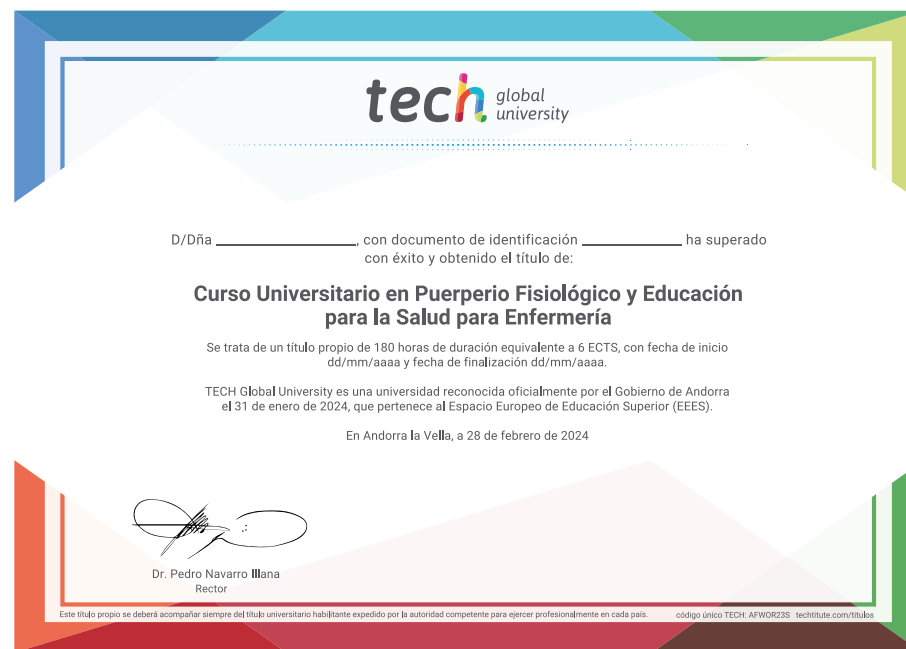 tech global university
D/Dña ____________________, con documento de identificación ______________ ha superado
con éxito y obtenido el título de:
Curso Universitario en Puerperio Fisiológico y Educación
para la Salud para Enfermería
Se trata de un título propio de 180 horas de duración equivalente a 6 ECTS, con fecha de inicio
dd/mm/aaaa y fecha de finalización dd/mm/aaaa.
TECH Global University es una universidad reconocida oficialmente por el Gobierno de Andorra
el 31 de enero de 2024, que pertenece al Espacio Europeo de Educación Superior (EEES).
En Andorra la Vella, a 28 de febrero de 2024
Dr. Pedro Navarro Illana
Rector
Este título propio se deberá acompañar siempre del título universitario habilitante expedido por la autoridad competente para ejercer profesionalmente en cada país. código único TECH: AFWOR23S techtitute.com/titulos